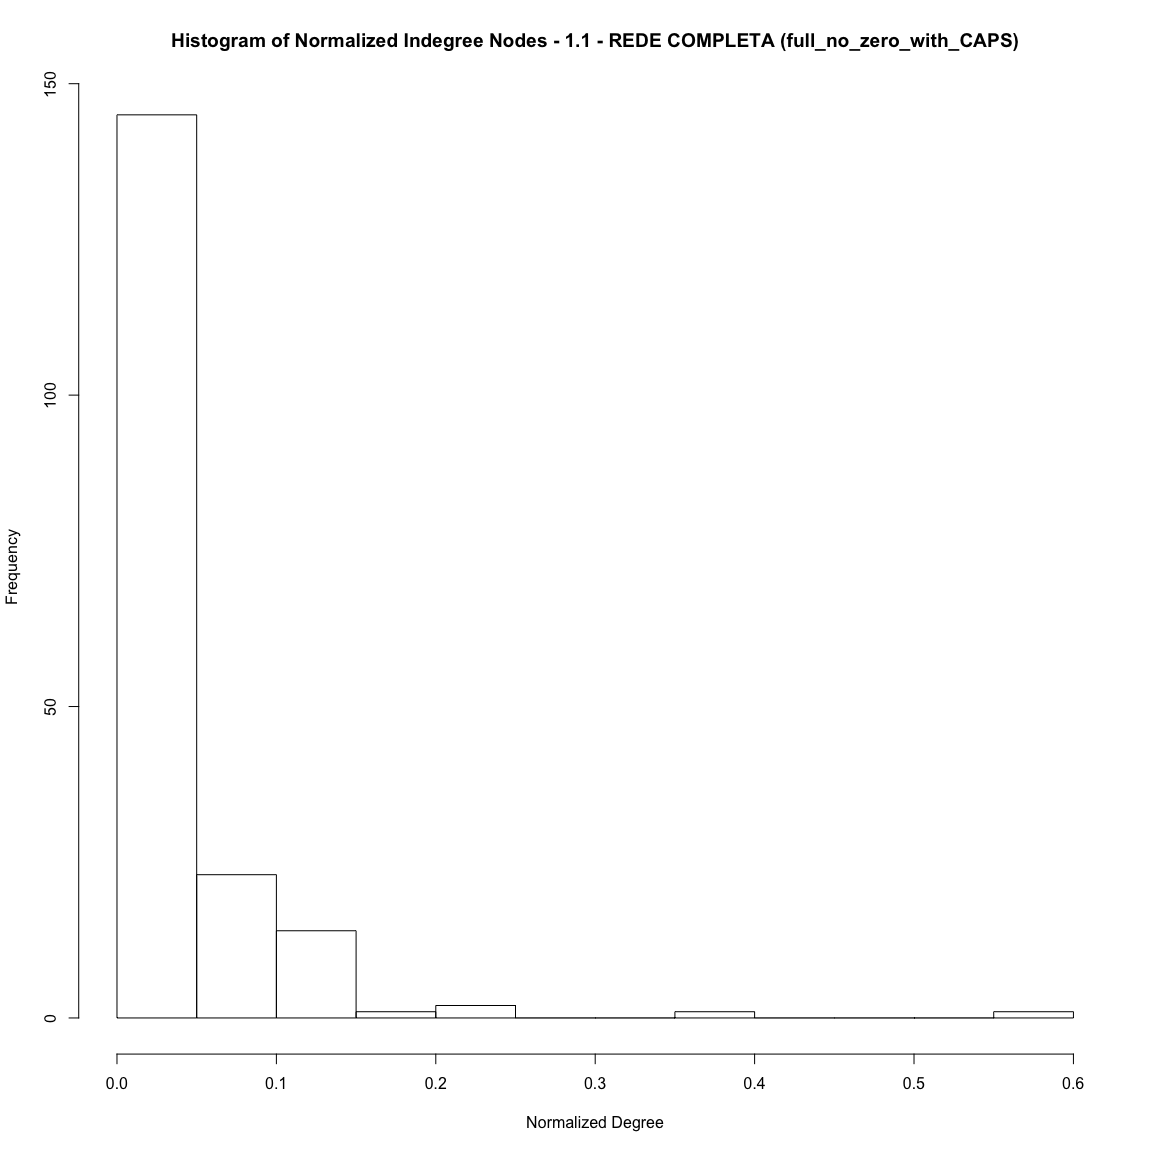 Histogram of Normalized Indegree Nodes - 1.1 - REDE COMPLETA (full_no_zero_with_CAPS)
150
100
50
0
Frequency
0.0 0.1 0.2 0.3 0.4 0.5 0.6
Normalized Degree